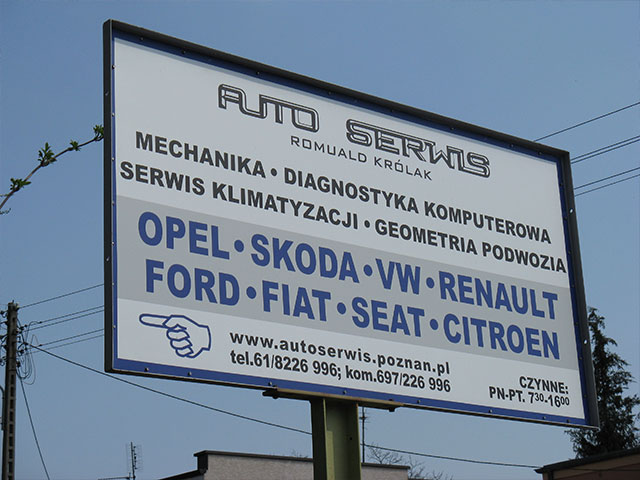 AUTO SERWIS
ROMUALD KRÓLAK
MECHANIKA • DIAGNOSTYKA KOMPUTEROWA
SERWIS KLIMATYZACJI • GEOMETRIA PODWOZIA
OPEL • SKODA • VW • RENAULT
FORD • FIAT • SEAT • CITROEN
www.autoserwis.poznan.pl
tel.61/8226 996; kom.697/226 996
CZYNNE:
PN-PT. 7³⁰-16⁰⁰